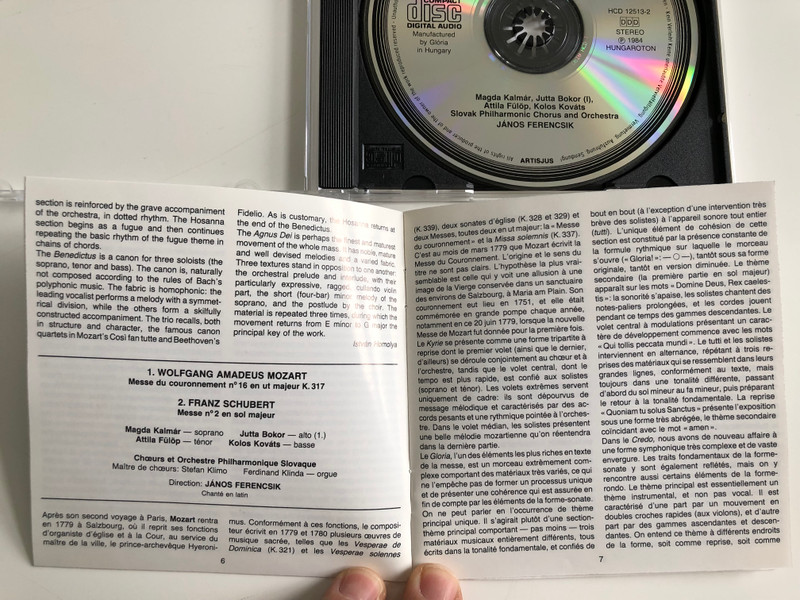 COMPACT
disc
DIGITAL AUDIO
Manufactured
by Glória
in Hungary
HCD 12513-2
DDD
STEREO
Ⓟ 1984
HUNGAROTON
Magda Kalmár, Jutta Bokor (I),
Attila Fülöp, Kolos Kováts
Slovak Philharmonic Chorus and Orchestra
JÁNOS FERENCSIK
ARTISJUS
All rights of the producer and of the owner of the work reproduced reserved
section is reinforced by the grave accompaniment
of the orchestra, in dotted rhythm. The Hosanna
section begins as a fugue and then continues
repeating the basic rhythm of the fugue theme in
chains of chords.
The Benedictus is a canon for three soloists (the
soprano, tenor and bass). The canon is, naturally
not composed according to the rules of Bach's
polyphonic music. The fabric is homophonic: the
leading vocalist performs a melody with a symmet-
rical division, while the others form a skilfully
constructed accompaniment. The trio recalls, both
in structure and character, the famous canon
quartets in Mozart's Così fan tutte and Beethoven's
Fidelio. As is customary, the Hosanna returns at
the end of the Benedictus.
The Agnus Dei is perhaps the finest and maturest
movement of the whole mass. It has noble, mature
and well devised melodies and a varied fabric.
Three textures stand in opposition to one another:
the orchestral prelude and interlude, with their
particularly expressive, ragged cullando violin
part, the short (four-bar) minor melody of the
soprano, and the postlude by the choir. The
material is repeated three times, during which the
movement returns from E minor to G major the
principal key of the work.
István Homolya
1. WOLFGANG AMADEUS MOZART
Messe du couronnement nº 16 en ut majeur K. 317
2. FRANZ SCHUBERT
Messe nº 2 en sol majeur
Magda Kalmár — soprano Jutta Bokor — alto (1.)
Attila Fülöp — ténor Kolos Kováts — basse
Chœurs et Orchestre Philharmonique Slovaque
Maître de chœurs: Stefan Klimo Ferdinand Klinda — orgue
Direction: JÁNOS FERENCSIK
Chanté en latin
Après son second voyage à Paris, Mozart rentra
en 1779 à Salzbourg, où il reprit ses fonctions
d'organiste d'église et à la Cour, au service du
maître de la ville, le prince-archevêque Hyeroni-
mus. Conformément à ces fonctions, le composi-
teur écrivit en 1779 et 1780 plusieurs œuvres de
musique sacrée, telles que les Vesperae de
Dominica (K. 321) et les Vesperae solennes
6
(K. 339), deux sonates d'église (K. 328 et 329) et
deux Messes, toutes deux en ut majeur: la « Messe
du couronnement » et la Missa solemnis (K. 337).
C'est au mois de mars 1779 que Mozart écrivit la
Messe du Couronnement. L'origine et le sens du
titre ne sont pas clairs. L'hypothèse la plus vrai-
semblable est celle qui y voit une allusion à une
image de la Vierge conservée dans un sanctuaire
des environs de Salzbourg, à Maria am Plain. Son
couronnement eut lieu en 1751, et elle était
commémorée en grande pompe chaque année,
notamment en ce 20 juin 1779, lorsque la nouvelle
Messe de Mozart fut donnée pour la première fois.
Le Kyrie se présente comme une forme tripartite à
reprise dont le premier volet (ainsi que le dernier,
d'ailleurs) se déroule conjointement au chœur et à
l'orchestre, tandis que le volet central, dont le
tempo est plus rapide, est confié aux solistes
(soprano et ténor). Les volets extrêmes servent
uniquement de cadre: ils sont dépourvus de
message mélodique et caractérisés par des ac-
cords pesants et une rythmique pointée à l'orches-
tre. Dans le volet médian, les solistes présentent
une belle mélodie mozartienne qu'on réentendra
dans la dernière partie.
Le Gloria, l'un des éléments les plus riches en texte
de la messe, est un morceau extrêmement com-
plexe comportant des matériaux très variés, ce qui
ne l'empêche pas de former un processus unique
et de présenter une cohérence qui est assurée en
fin de compte par les éléments de la forme-sonate.
On ne peut parler en l'occurrence de thème
principal unique. Il s'agirait plutôt d'une section-
thème principal comportant — pas moins — trois
matériaux musicaux entièrement différents, tous
écrits dans la tonalité fondamentale, et confiés de
bout en bout (à l'exception d'une intervention très
brève des solistes) à l'appareil sonore tout entier
(tutti). L'unique élément de cohésion de cette
section est constitué par la présence constante de
la formule rythmique sur laquelle le morceau
s'ouvre (« Gloria! »: — ○ —), tantôt sous sa forme
originale, tantôt en version diminuée. Le thème
secondaire (la première partie en sol majeur)
apparaît sur les mots « Domine Deus, Rex caeles-
tis »: la sonorité s'apaise, les solistes chantent des
notes-paliers prolongées, et les cordes jouent
pendant ce temps des gammes descendantes. Le
volet central à modulations présentant un carac-
tère de développement commence avec les mots
« Qui tollis peccata mundi ». Le tutti et les solistes
interviennent en alternance, répétant à trois re-
prises des matériaux qui se ressemblent dans leurs
grandes lignes, conformément au texte, mais
toujours dans une tonalité différente, passant
d'abord du sol mineur au fa mineur, puis préparant
le retour à la tonalité fondamentale. La reprise
« Quoniam tu solus Sanctus » présente l'exposition
sous une forme très abrégée, le thème secondaire
coïncidant avec le mot « amen ».
Dans le Credo, nous avons de nouveau affaire à
une forme symphonique très complexe et de vaste
envergure. Les traits fondamentaux de la forme-
sonate y sont également reflétés, mais on y
rencontre aussi certains éléments de la forme-
rondo. Le thème principal est essentiellement un
thème instrumental, et non pas vocal. Il est
caractérisé d'une part par un mouvement en
doubles croches rapides (aux violons), et d'autre
part par des gammes ascendantes et descen-
dantes. On entend ce thème à différents endroits
de la forme, soit comme reprise, soit comme
7